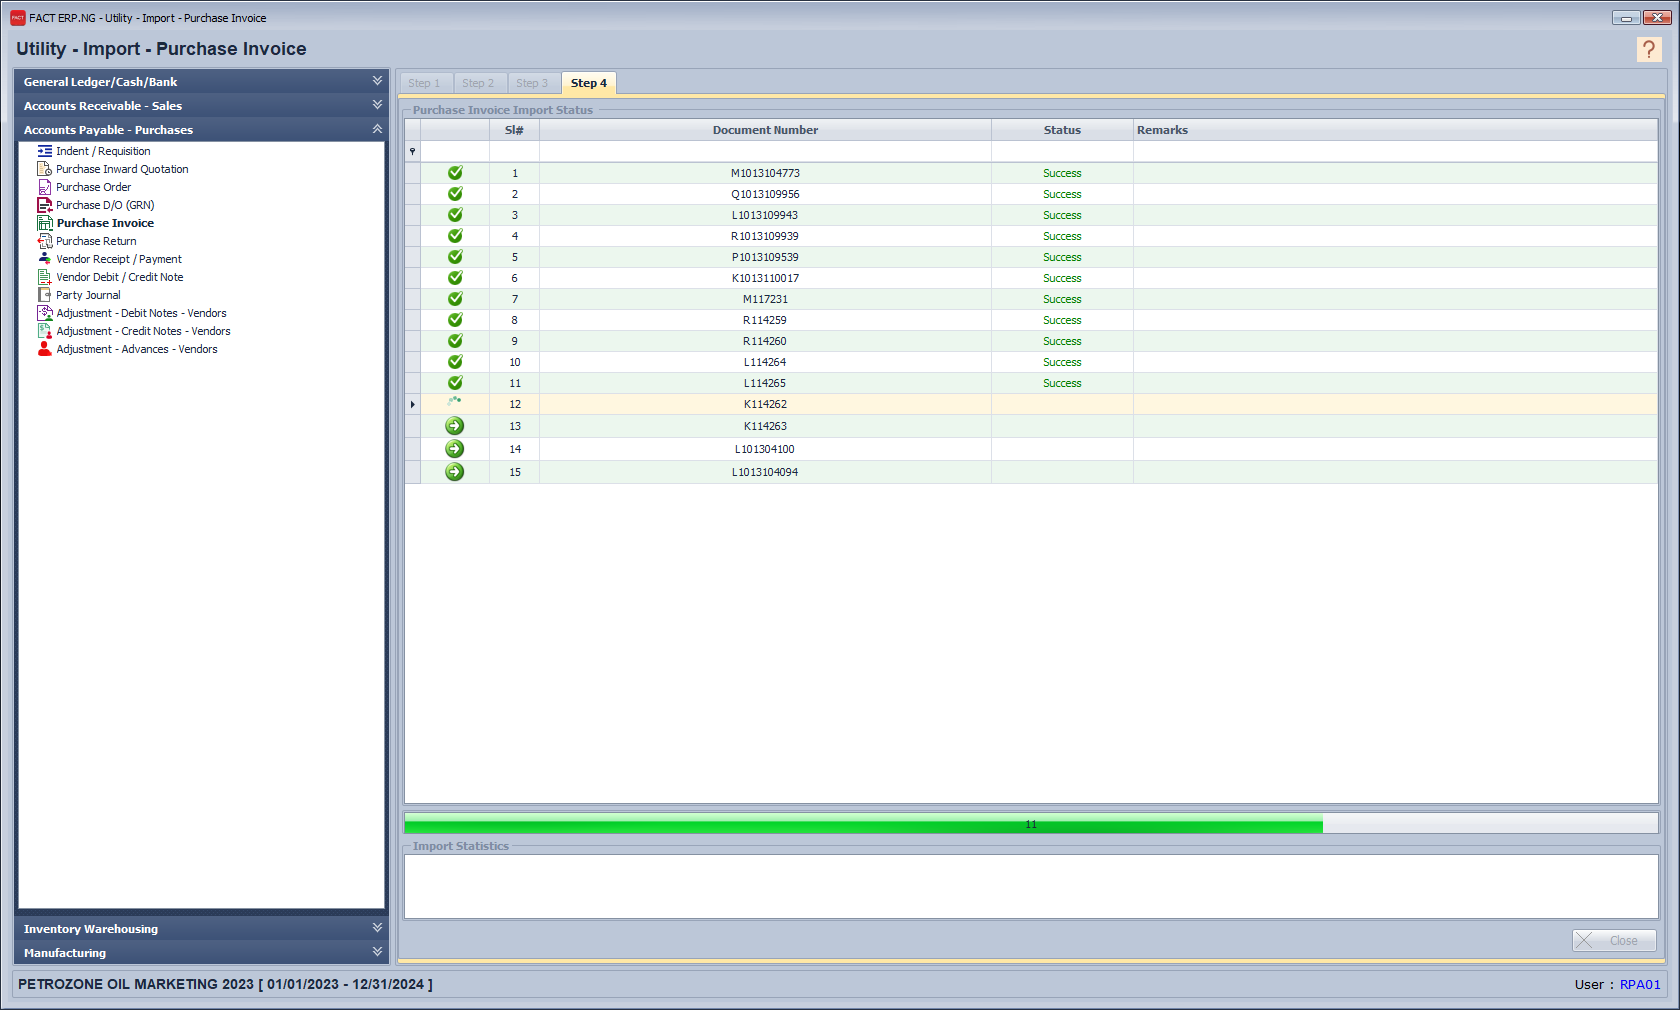 FACT ERP.NG - Utility - Import - Purchase Invoice
Utility - Import - Purchase Invoice
?
General Ledger/Cash/Bank
Accounts Receivable - Sales
Accounts Payable - Purchases
Indent / Requisition
Purchase Inward Quotation
Purchase Order
Purchase D/O (GRN)
Purchase Invoice
Purchase Return
Vendor Receipt / Payment
Vendor Debit / Credit Note
Party Journal
Adjustment - Debit Notes - Vendors
Adjustment - Credit Notes - Vendors
Adjustment - Advances - Vendors
Inventory Warehousing
Manufacturing
Step 1 Step 2 Step 3 Step 4
Purchase Invoice Import Status
Sl# Document Number Status Remarks
1 M1013104773 Success
2 Q1013109956 Success
3 L1013109943 Success
4 R1013109939 Success
5 P1013109539 Success
6 K1013110017 Success
7 M117231 Success
8 R114259 Success
9 R114260 Success
10 L114264 Success
11 L114265 Success
12 K114262
13 K114263
14 L101304100
15 L1013104094
11
Import Statistics
Close
PETROZONE OIL MARKETING 2023 [ 01/01/2023 - 12/31/2024 ]
User : RPA01